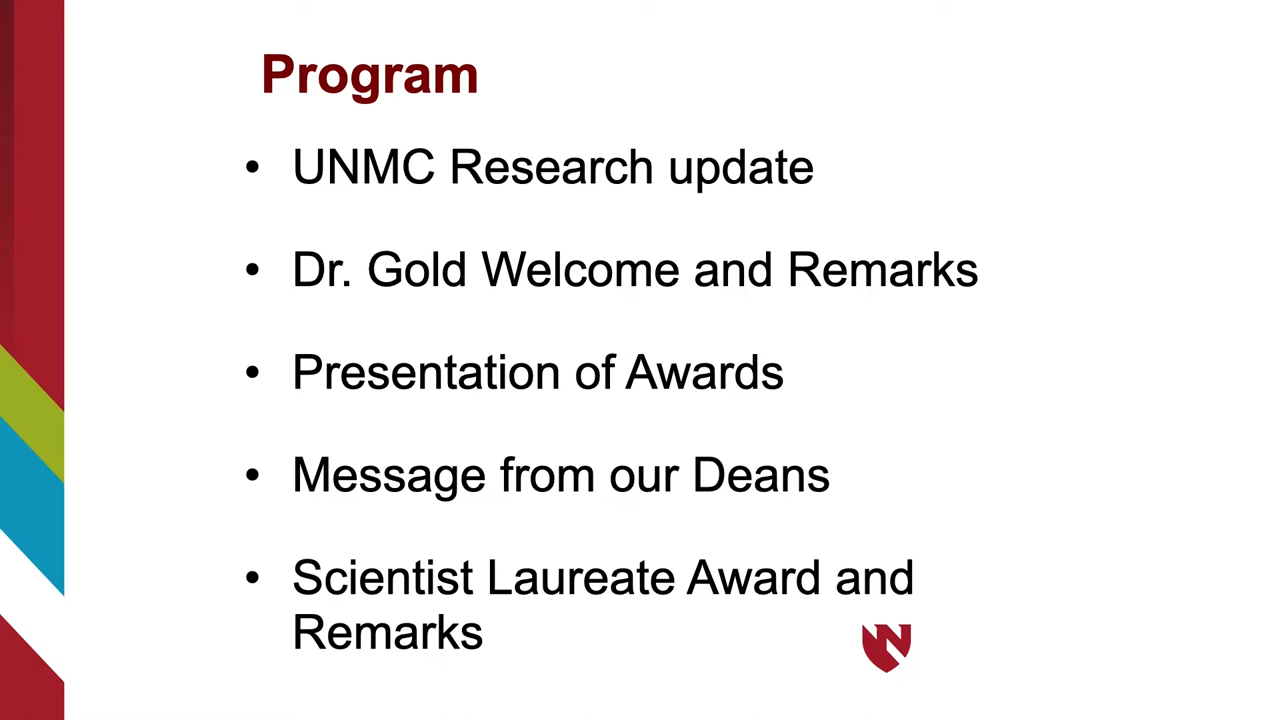 Program
• UNMC Research update
• Dr. Gold Welcome and Remarks
• Presentation of Awards
• Message from our Deans
• Scientist Laureate Award and
Remarks